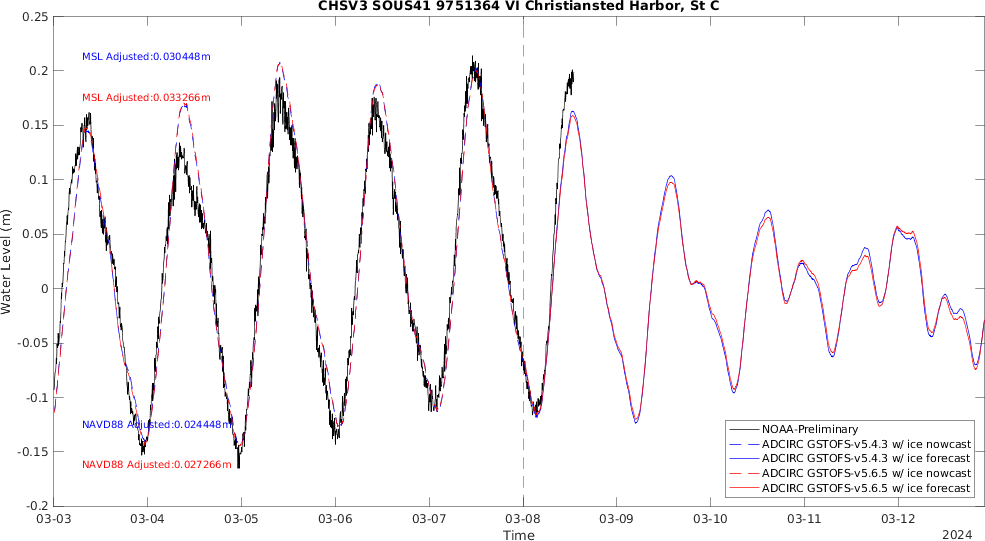 CHSV3 SOUS41 9751364 VI Christiansted Harbor, St C
0.25
0.2
0.15
0.1
0.05
0
-0.05
-0.1
-0.15
-0.2
Water Level (m)
MSL Adjusted:0.030448m
MSL Adjusted:0.033266m
NAVD88 Adjusted:0.024448m
NAVD88 Adjusted:0.027266m
NOAA-Preliminary
ADCIRC GSTOFS-v5.4.3 w/ ice nowcast
ADCIRC GSTOFS-v5.4.3 w/ ice forecast
ADCIRC GSTOFS-v5.6.5 w/ ice nowcast
ADCIRC GSTOFS-v5.6.5 w/ ice forecast
03-03 03-04 03-05 03-06 03-07 03-08 03-09 03-10 03-11 03-12
Time
2024